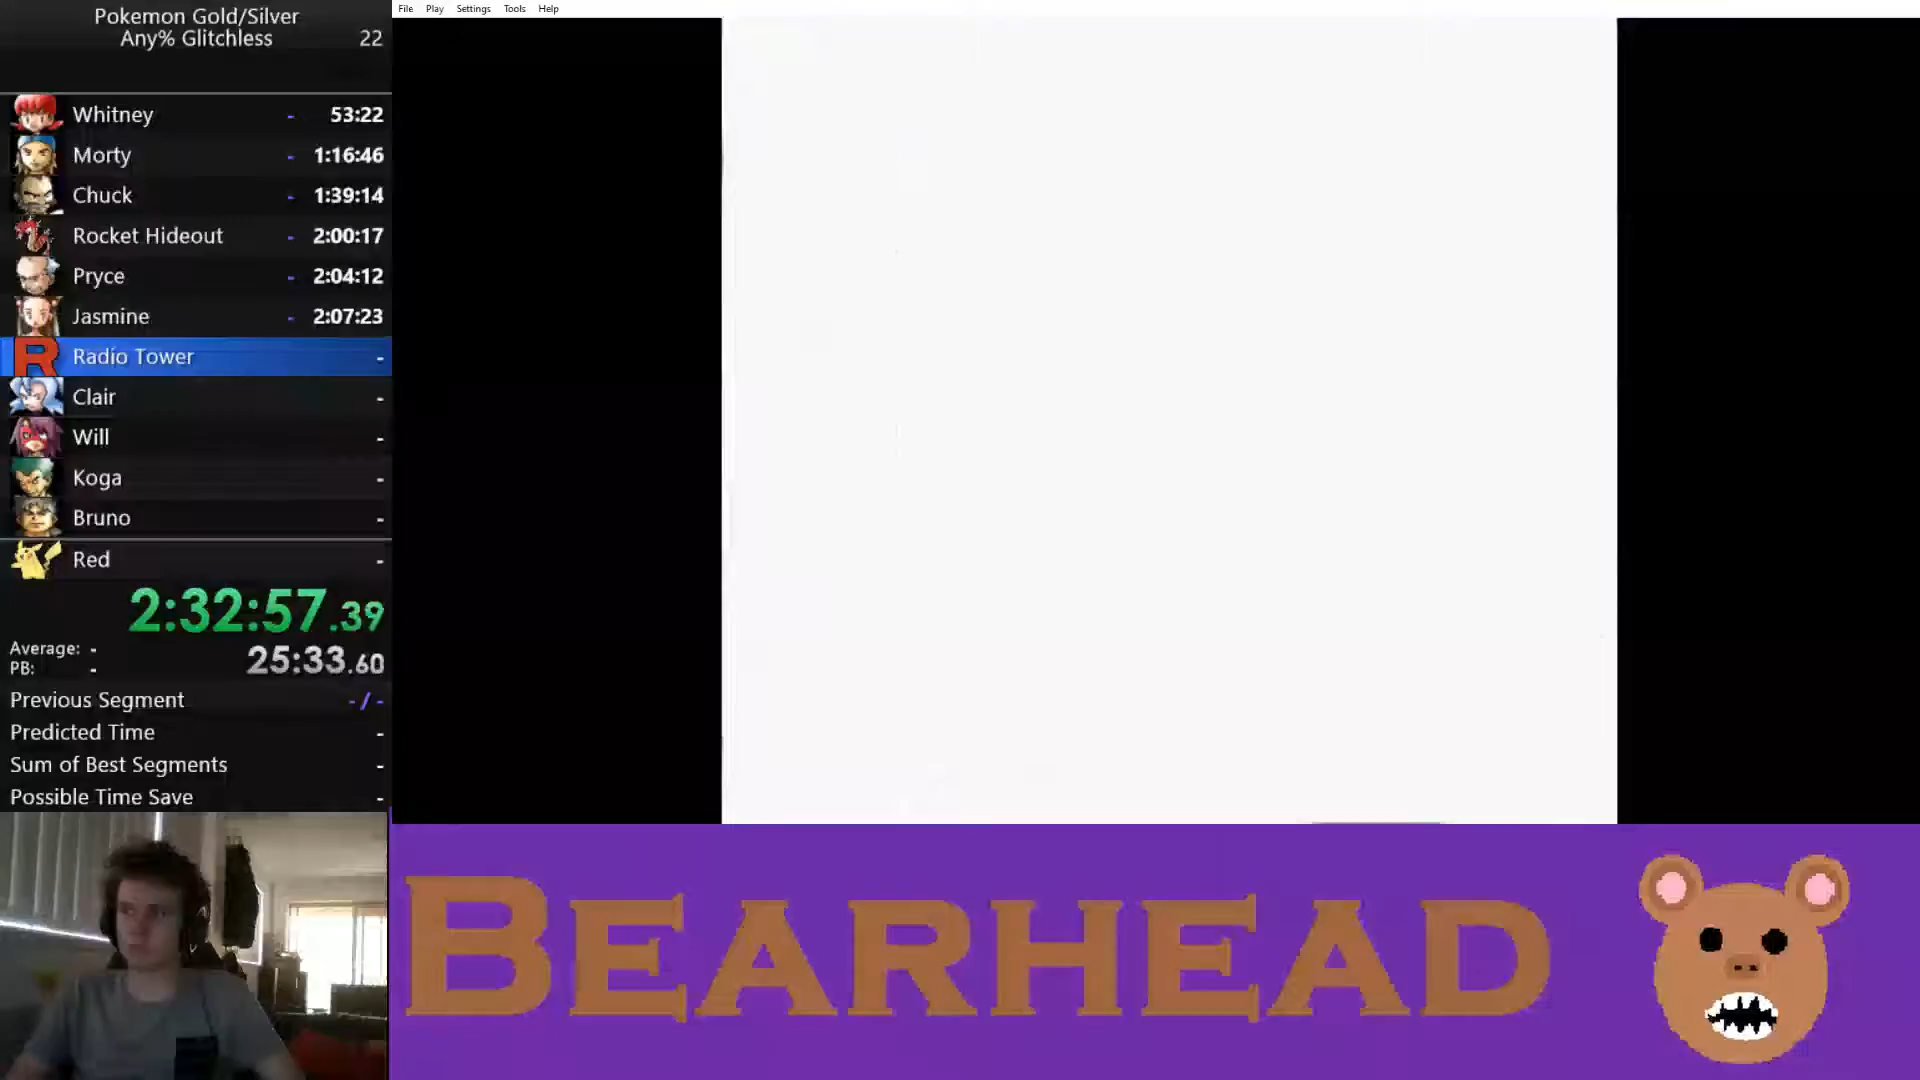 Pokemon Gold/Silver
Any% Glitchless 22
File Play Settings Tools Help
Whitney - 53:22
Morty - 1:16:46
Chuck - 1:39:14
Rocket Hideout - 2:00:17
Pryce - 2:04:12
Jasmine - 2:07:23
R Radio Tower -
Clair -
Will -
Koga -
Bruno -
Red -
2:32:57.39
Average: -
PB: -
25:33.60
Previous Segment - / -
Predicted Time -
Sum of Best Segments -
Possible Time Save -
BEARHEAD